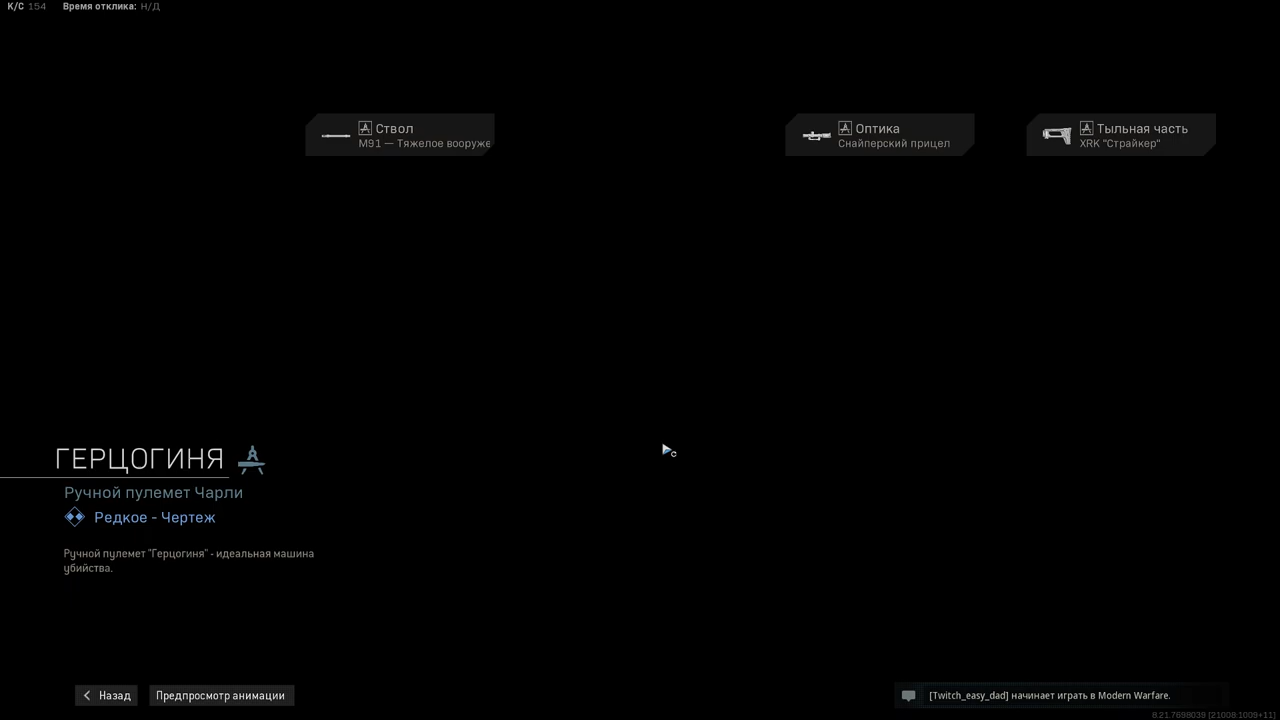 К/С 154 Время отклика: Н/Д
Ствол
М91 — Тяжелое вооруже
Оптика
Снайперский прицел
Тыльная часть
XRK "Страйкер"
ГЕРЦОГИНЯ
Ручной пулемет Чарли
Редкое - Чертеж
Ручной пулемет "Герцогиня" - идеальная машина
убийства.
Назад
Предпросмотр анимации
[Twitch_easy_dad] начинает играть в Modern Warfare.